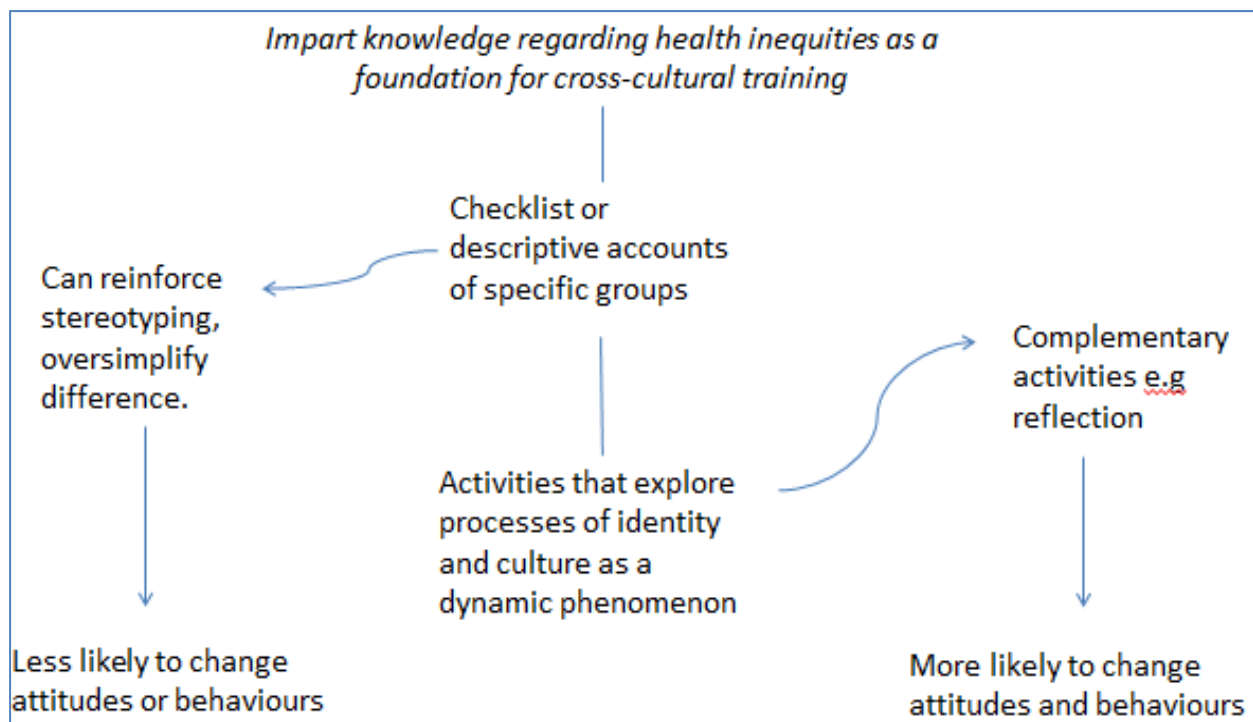 Impart knowledge regarding health inequities as a
foundation for cross-cultural training
Checklist or
descriptive accounts
of specific groups
Can reinforce
stereotyping,
oversimplify
difference.
Complementary
activities e.g
reflection
Activities that explore
processes of identity
and culture as a
dynamic phenomenon
Less likely to change
attitudes or behaviours
More likely to change
attitudes and behaviours